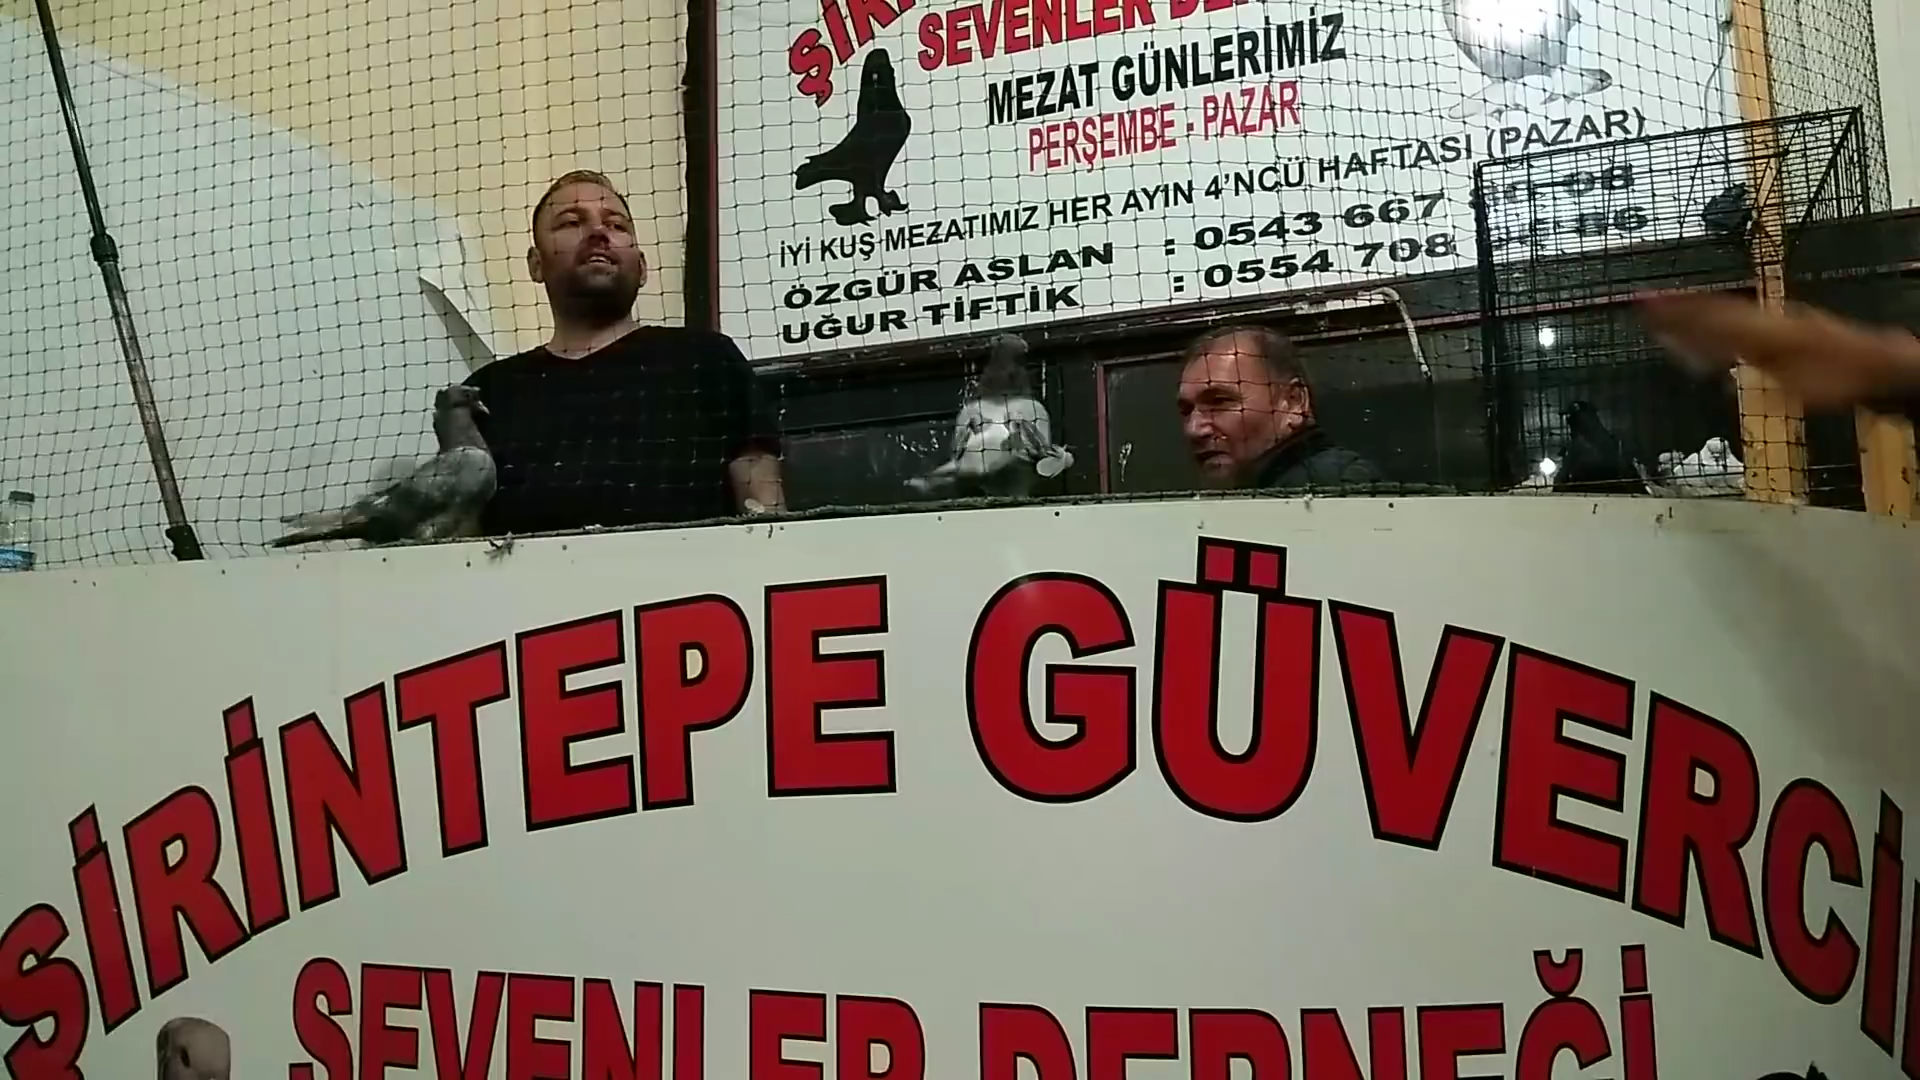 SEVENLER
MEZAT GÜNLERİMİZ
PERŞEMBE - PAZAR
İYİ KUŞ MEZATIMIZ HER AYIN 4'NCÜ HAFTASI (PAZAR)
ÖZGÜR ASLAN : 0543 667
UĞUR TİFTİK : 0554 708
ŞİRİNTEPE GÜVERCİN
SEVENLER DERNEĞİ